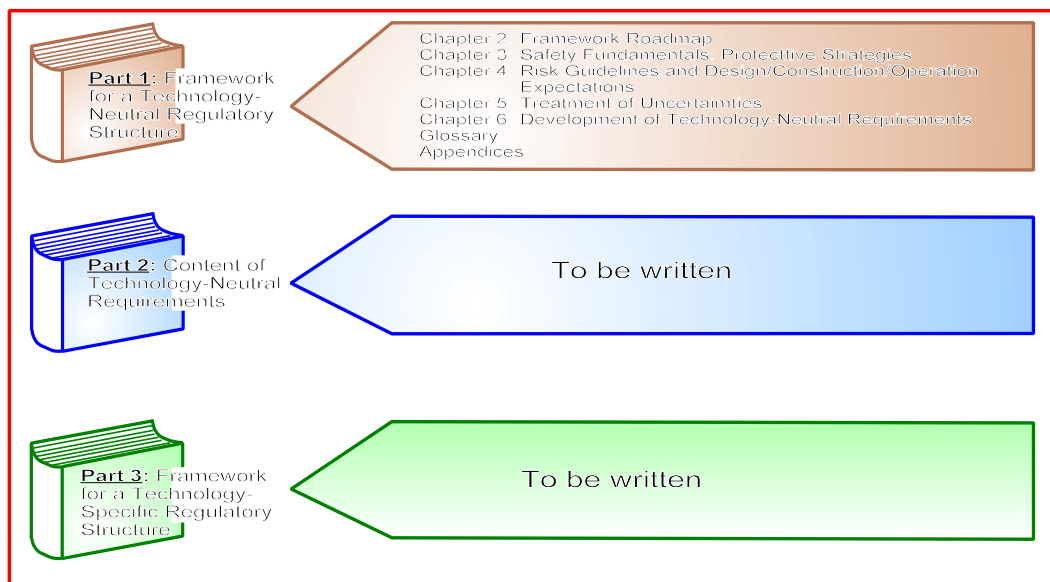 Part 1: Framework
for a Technology-
Neutral Regulatory
Structure
Chapter 2 Framework Roadmap
Chapter 3 Safety Fundamentals: Protecttive Strategies
Chapter 4 Risk Guidelines and Design/Construction/Operation
Expectations
Chapter 5 Treatment of Uncertaimties
Chapter 6 Development of Technology-Neutral Requirements
Glossary
Appendices
Part 2: Content of
Technology-Neutral
Requirements
To be written
Part 3: Framework
for a Technology-
Specific Regulatory
Structure
To be written